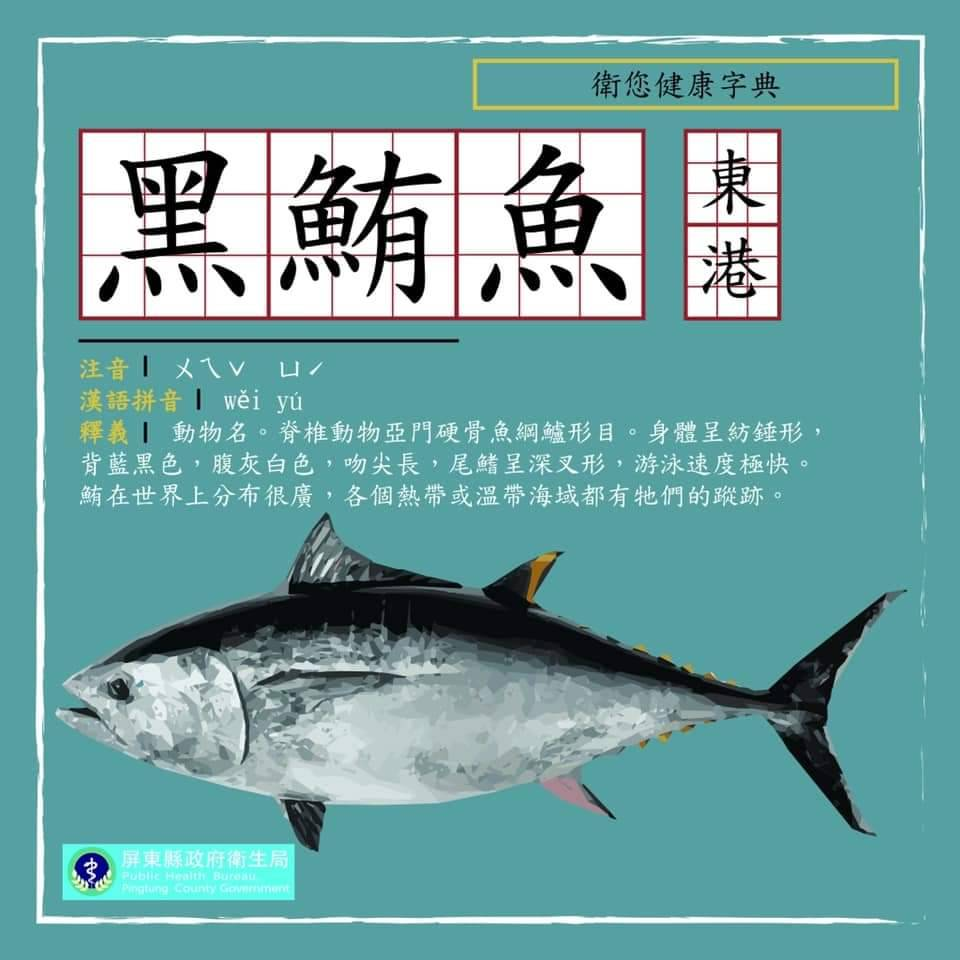 衛您健康字典
黑鮪魚
東港
注音 | ㄨㄟˇ ㄩˊ
漢語拼音 | wěi yú
釋義 | 動物名。脊椎動物亞門硬骨魚綱鱸形目。身體呈紡錘形，
背藍黑色，腹灰白色，吻尖長，尾鰭呈深叉形，游泳速度極快。
鮪在世界上分布很廣，各個熱帶或溫帶海域都有牠們的蹤跡。
屏東縣政府衛生局
Public Health Bureau,
Pingtung County Government